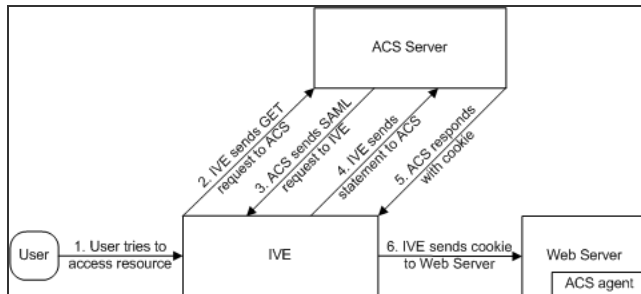 ACS Server
2. IVE sends GET
request to ACS
3. ACS sends SAML
request to IVE
4. IVE sends
statement to ACS
5. ACS responds
with cookie
User
1. User tries to
access resource
IVE
6. IVE sends cookie
to Web Server
Web Server
ACS agent